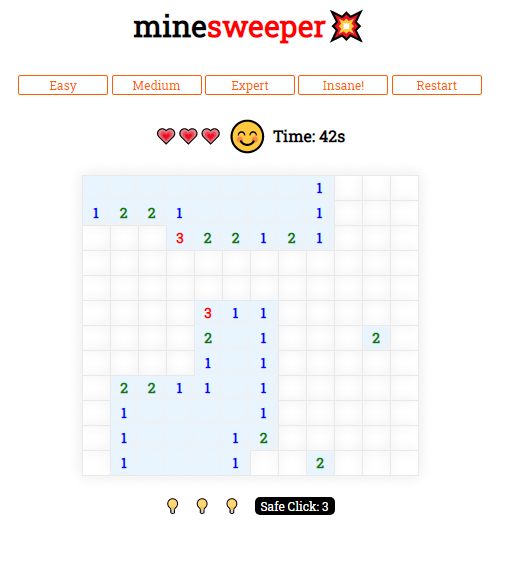 minesweeper
Easy Medium Expert Insane! Restart
Time: 42s
1
1 2 2 1 1
3 2 2 1 2 1
3 1 1
2 1 2
1 1
2 2 1 1 1
1 1
1 1 2
1 1 2
Safe Click: 3